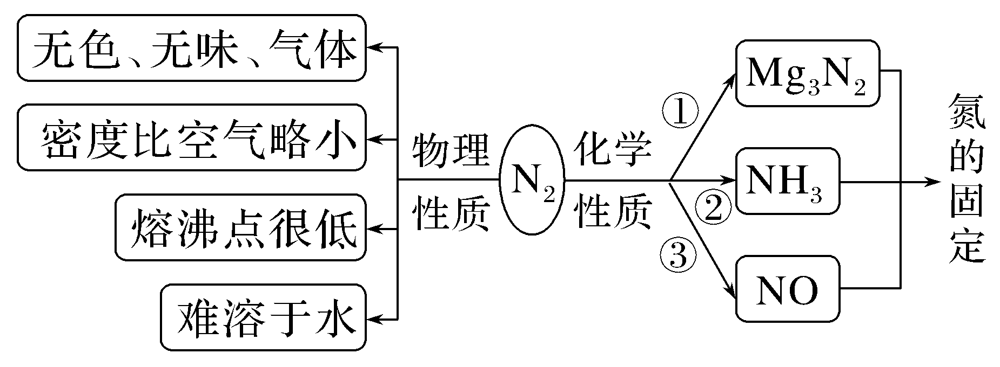 无色、无味、气体
密度比空气略小
熔沸点很低
难溶于水
物理
性质
N₂
化学
性质
①
②
③
Mg₃N₂
NH₃
NO
氮的固定